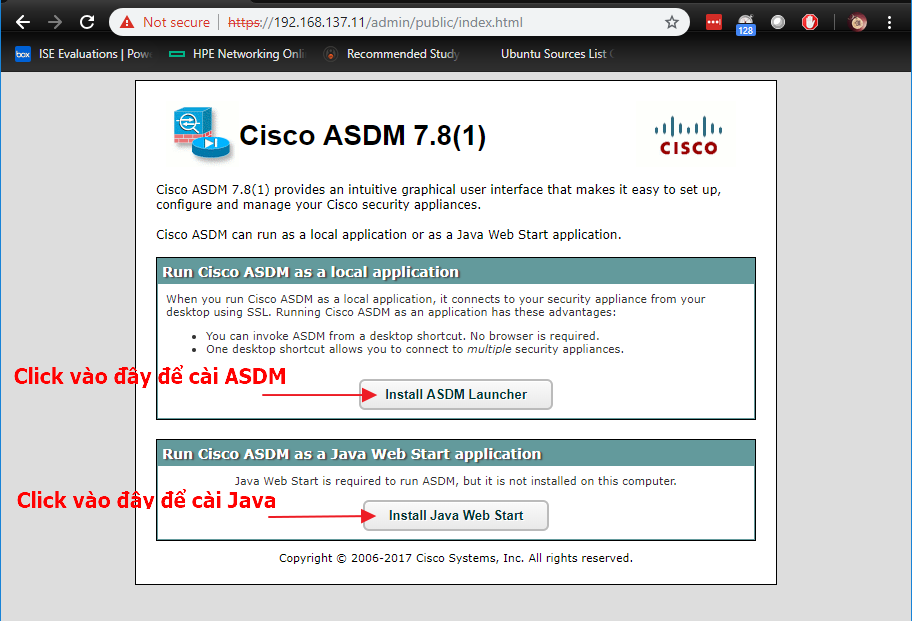 Not secure | https://192.168.137.11/admin/public/index.html
128
box ISE Evaluations | Pow HPE Networking Onli Recommended Study Ubuntu Sources List
Cisco ASDM 7.8(1)
CISCO
Cisco ASDM 7.8(1) provides an intuitive graphical user interface that makes it easy to set up,
configure and manage your Cisco security appliances.
Cisco ASDM can run as a local application or as a Java Web Start application.
Run Cisco ASDM as a local application
When you run Cisco ASDM as a local application, it connects to your security appliance from your
desktop using SSL. Running Cisco ASDM as an application has these advantages:
• You can invoke ASDM from a desktop shortcut. No browser is required.
• One desktop shortcut allows you to connect to multiple security appliances.
Click vào đây để cài ASDM
Install ASDM Launcher
Run Cisco ASDM as a Java Web Start application
Java Web Start is required to run ASDM, but it is not installed on this computer.
Click vào đây để cài Java
Install Java Web Start
Copyright © 2006-2017 Cisco Systems, Inc. All rights reserved.